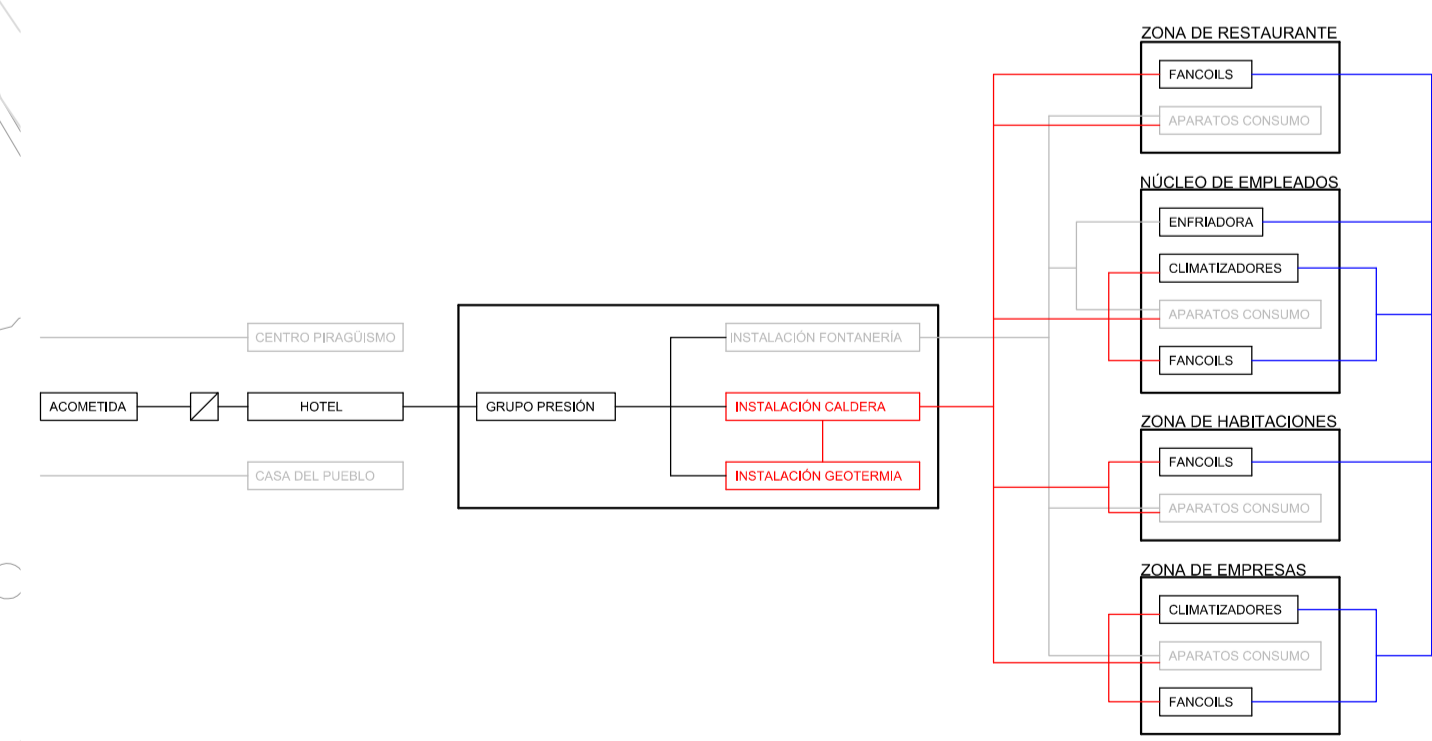 CENTRO PIRAGÜISMO
ACOMETIDA
HOTEL
CASA DEL PUEBLO
GRUPO PRESIÓN
INSTALACIÓN FONTANERÍA
INSTALACIÓN CALDERA
INSTALACIÓN GEOTERMIA
ZONA DE RESTAURANTE
FANCOILS
APARATOS CONSUMO
NÚCLEO DE EMPLEADOS
ENFRIADORA
CLIMATIZADORES
APARATOS CONSUMO
FANCOILS
ZONA DE HABITACIONES
FANCOILS
APARATOS CONSUMO
ZONA DE EMPRESAS
CLIMATIZADORES
APARATOS CONSUMO
FANCOILS